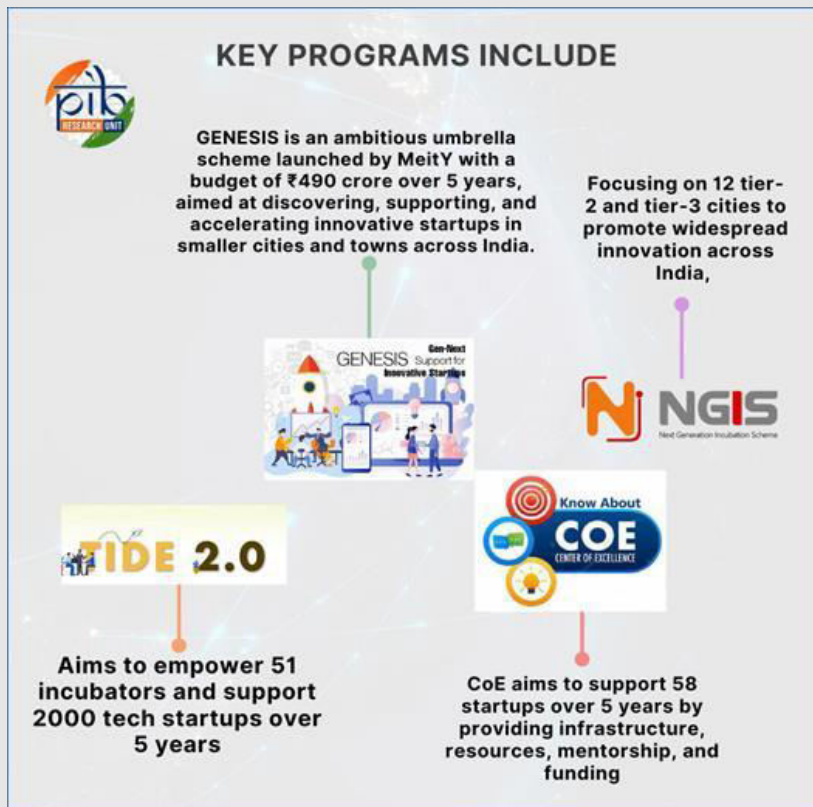 KEY PROGRAMS INCLUDE
pib
RESEARCH UNIT
GENESIS is an ambitious umbrella
scheme launched by MeitY with a
budget of ₹490 crore over 5 years,
aimed at discovering, supporting, and
accelerating innovative startups in
smaller cities and towns across India.
Focusing on 12 tier-
2 and tier-3 cities to
promote widespread
innovation across
India,
Gen-Next
GENESIS Support for
Innovative Startups
NGIS
Next Generation Incubation Scheme
Know About
COE
CENTER OF EXCELLENCE
TIDE 2.0
Aims to empower 51
incubators and support
2000 tech startups over
5 years
CoE aims to support 58
startups over 5 years by
providing infrastructure,
resources, mentorship, and
funding